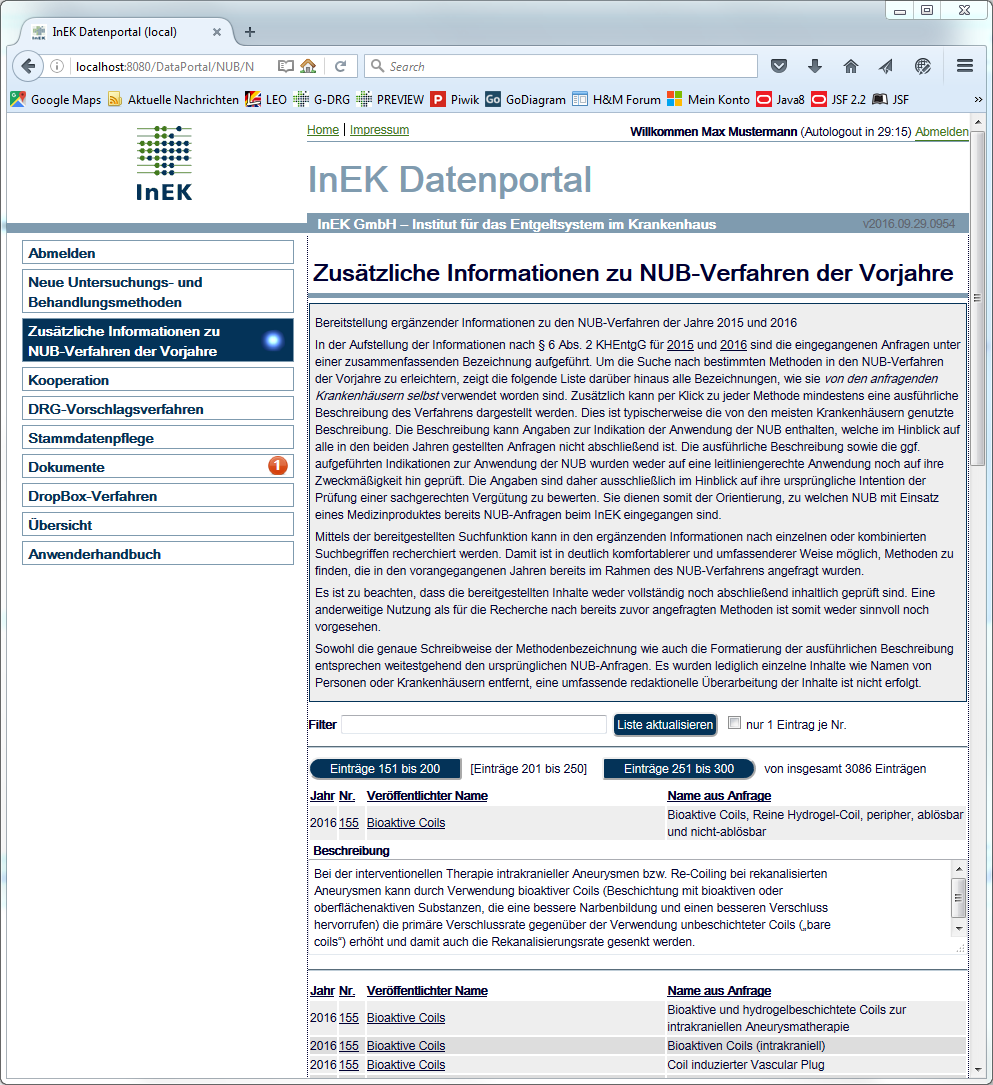 InEK Datenportal (local)
localhost:8080/DataPortal/NUB/N
Search
Google Maps Aktuelle Nachrichten LEO G-DRG PREVIEW Piwik GoDiagram H&M Forum Mein Konto Java8 JSF 2.2 JSF
InEK
Home | Impressum
Willkommen Max Mustermann (Autologout in 29:15) Abmelden
InEK Datenportal
InEK GmbH – Institut für das Entgeltsystem im Krankenhaus
v2016.09.29.0954
Abmelden
Neue Untersuchungs- und
Behandlungsmethoden
Zusätzliche Informationen zu
NUB-Verfahren der Vorjahre
Kooperation
DRG-Vorschlagsverfahren
Stammdatenpflege
Dokumente 1
DropBox-Verfahren
Übersicht
Anwenderhandbuch
Zusätzliche Informationen zu NUB-Verfahren der Vorjahre
Bereitstellung ergänzender Informationen zu den NUB-Verfahren der Jahre 2015 und 2016
In der Aufstellung der Informationen nach § 6 Abs. 2 KHEntgG für 2015 und 2016 sind die eingegangenen Anfragen unter
einer zusammenfassenden Bezeichnung aufgeführt. Um die Suche nach bestimmten Methoden in den NUB-Verfahren
der Vorjahre zu erleichtern, zeigt die folgende Liste darüber hinaus alle Bezeichnungen, wie sie von den anfragenden
Krankenhäusern selbst verwendet worden sind. Zusätzlich kann per Klick zu jeder Methode mindestens eine ausführliche
Beschreibung des Verfahrens dargestellt werden. Dies ist typischerweise die von den meisten Krankenhäusern genutzte
Beschreibung. Die Beschreibung kann Angaben zur Indikation der Anwendung der NUB enthalten, welche im Hinblick auf
alle in den beiden Jahren gestellten Anfragen nicht abschließend ist. Die ausführliche Beschreibung sowie die ggf.
aufgeführten Indikationen zur Anwendung der NUB wurden weder auf eine leitliniengerechte Anwendung noch auf ihre
Zweckmäßigkeit hin geprüft. Die Angaben sind daher ausschließlich im Hinblick auf ihre ursprüngliche Intention der
Prüfung einer sachgerechten Vergütung zu bewerten. Sie dienen somit der Orientierung, zu welchen NUB mit Einsatz
eines Medizinproduktes bereits NUB-Anfragen beim InEK eingegangen sind.
Mittels der bereitgestellten Suchfunktion kann in den ergänzenden Informationen nach einzelnen oder kombinierten
Suchbegriffen recherchiert werden. Damit ist in deutlich komfortablerer und umfassenderer Weise möglich, Methoden zu
finden, die in den vorangegangenen Jahren bereits im Rahmen des NUB-Verfahrens angefragt wurden.
Es ist zu beachten, dass die bereitgestellten Inhalte weder vollständig noch abschließend inhaltlich geprüft sind. Eine
anderweitige Nutzung als für die Recherche nach bereits zuvor angefragten Methoden ist somit weder sinnvoll noch
vorgesehen.
Sowohl die genaue Schreibweise der Methodenbezeichnung wie auch die Formatierung der ausführlichen Beschreibung
entsprechen weitestgehend den ursprünglichen NUB-Anfragen. Es wurden lediglich einzelne Inhalte wie Namen von
Personen oder Krankenhäusern entfernt, eine umfassende redaktionelle Überarbeitung der Inhalte ist nicht erfolgt.
Filter Liste aktualisieren nur 1 Eintrag je Nr.
Einträge 151 bis 200 [Einträge 201 bis 250] Einträge 251 bis 300 von insgesamt 3086 Einträgen
Jahr Nr. Veröffentlichter Name Name aus Anfrage
2016 155 Bioaktive Coils Bioaktive Coils, Reine Hydrogel-Coil, peripher, ablösbar
und nicht-ablösbar
Beschreibung
Bei der interventionellen Therapie intrakranieller Aneurysmen bzw. Re-Coiling bei rekanalisierten
Aneurysmen kann durch Verwendung bioaktiver Coils (Beschichtung mit bioaktiven oder
oberflächenaktiven Substanzen, die eine bessere Narbenbildung und einen besseren Verschluss
hervorrufen) die primäre Verschlussrate gegenüber der Verwendung unbeschichteter Coils („bare
coils“) erhöht und damit auch die Rekanalisierungsrate gesenkt werden.
Jahr Nr. Veröffentlichter Name Name aus Anfrage
2016 155 Bioaktive Coils Bioaktive und hydrogelbeschichtete Coils zur
intrakraniellen Aneurysmatherapie
2016 155 Bioaktive Coils Bioaktiven Coils (intrakraniell)
2016 155 Bioaktive Coils Coil induzierter Vascular Plug